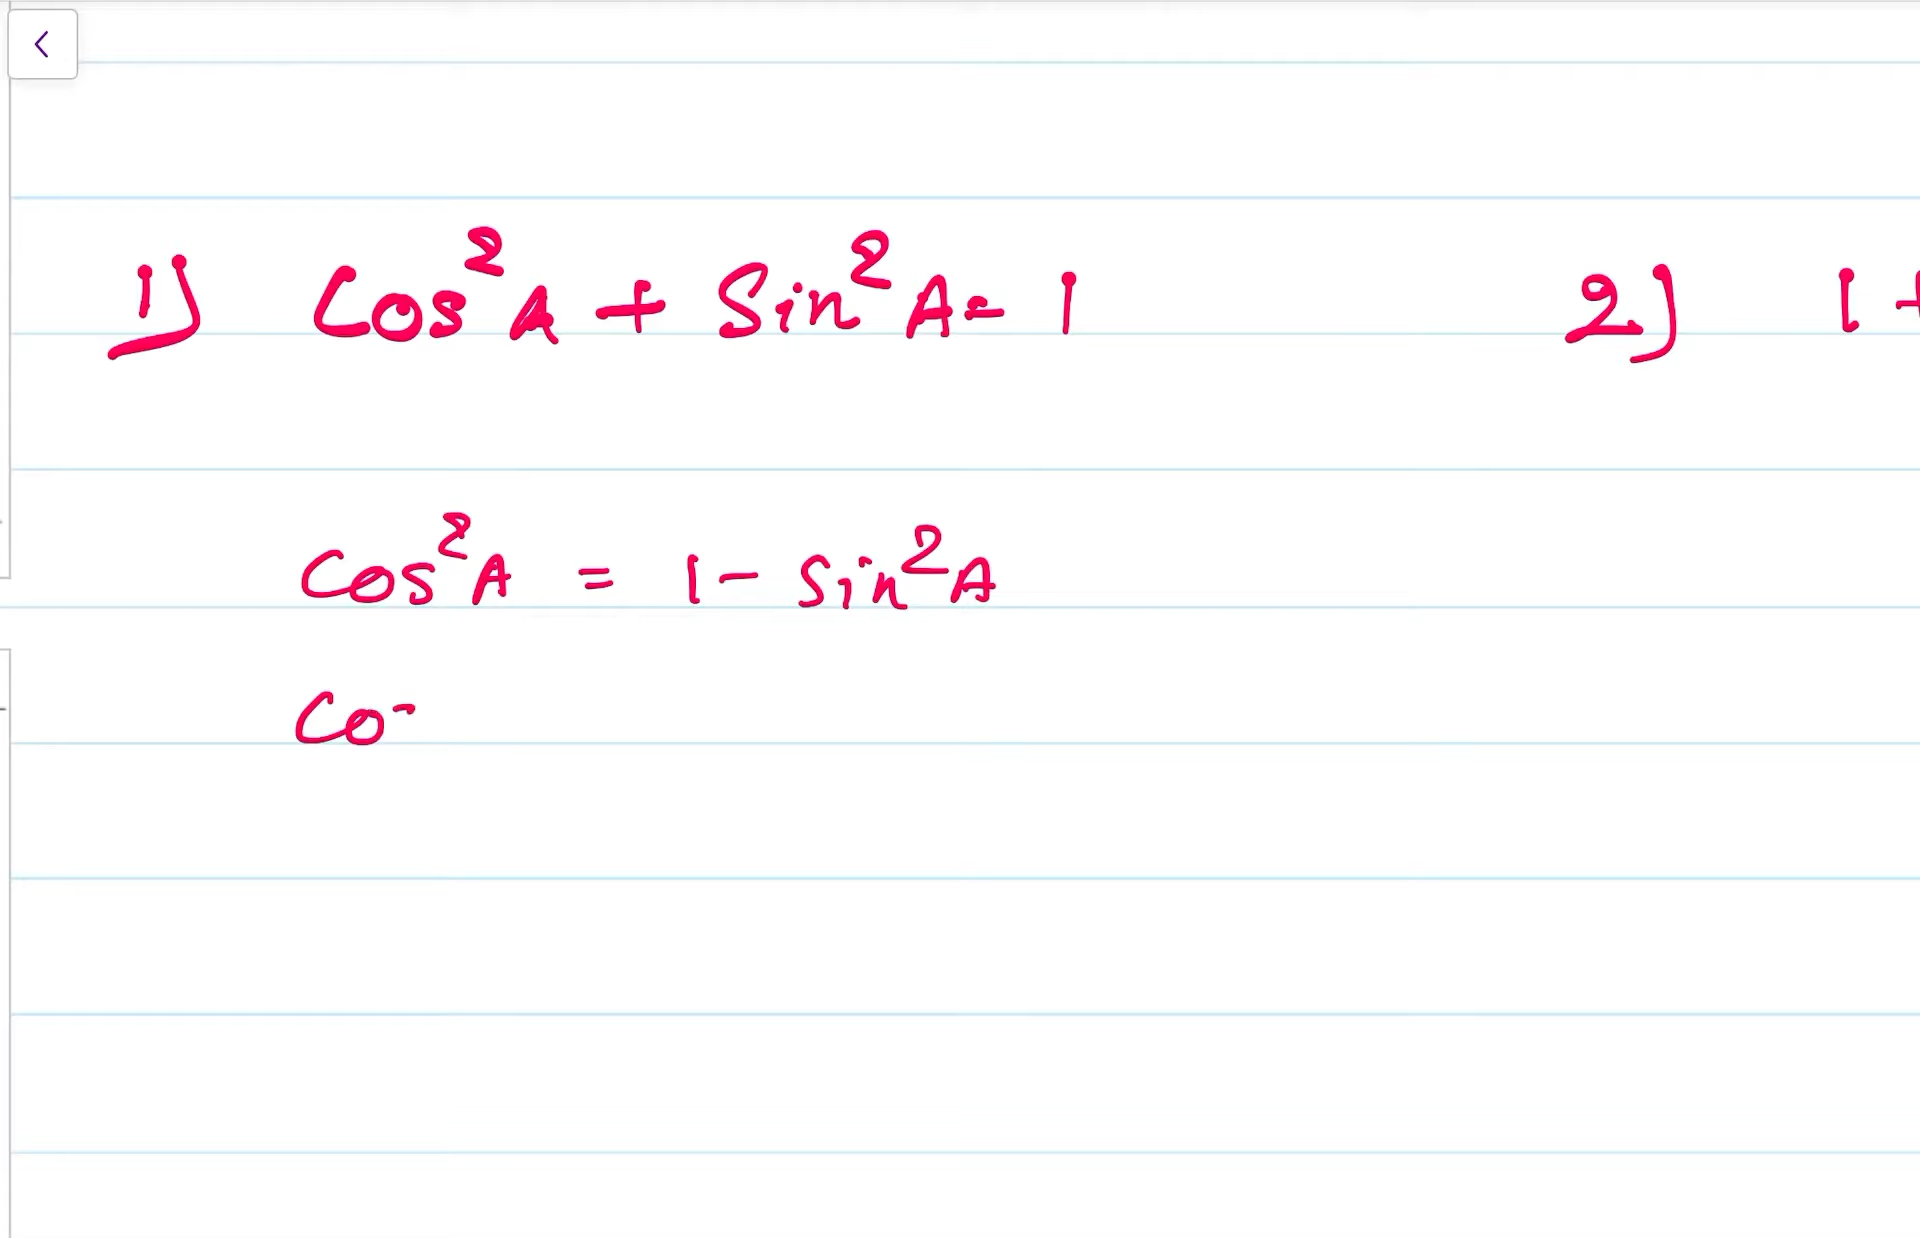 1) Cos²A + Sin²A = 1 2) 1 +
Cos²A = 1 - Sin²A
Co